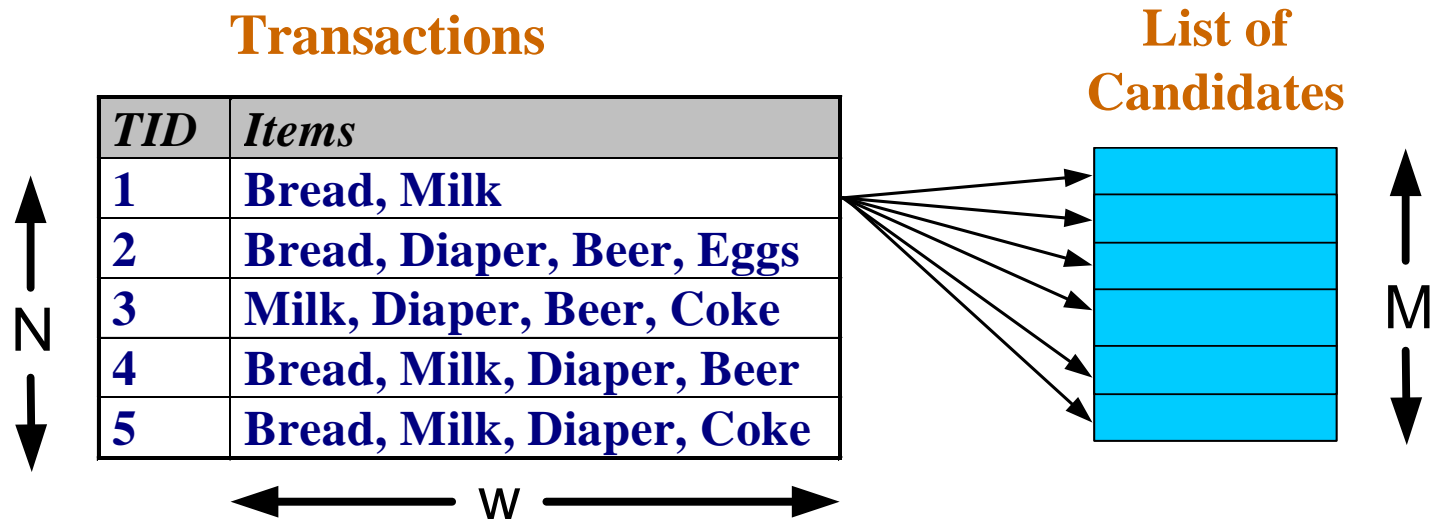 Transactions
List of
Candidates
TID Items
1 Bread, Milk
2 Bread, Diaper, Beer, Eggs
3 Milk, Diaper, Beer, Coke
4 Bread, Milk, Diaper, Beer
5 Bread, Milk, Diaper, Coke
N
M
w